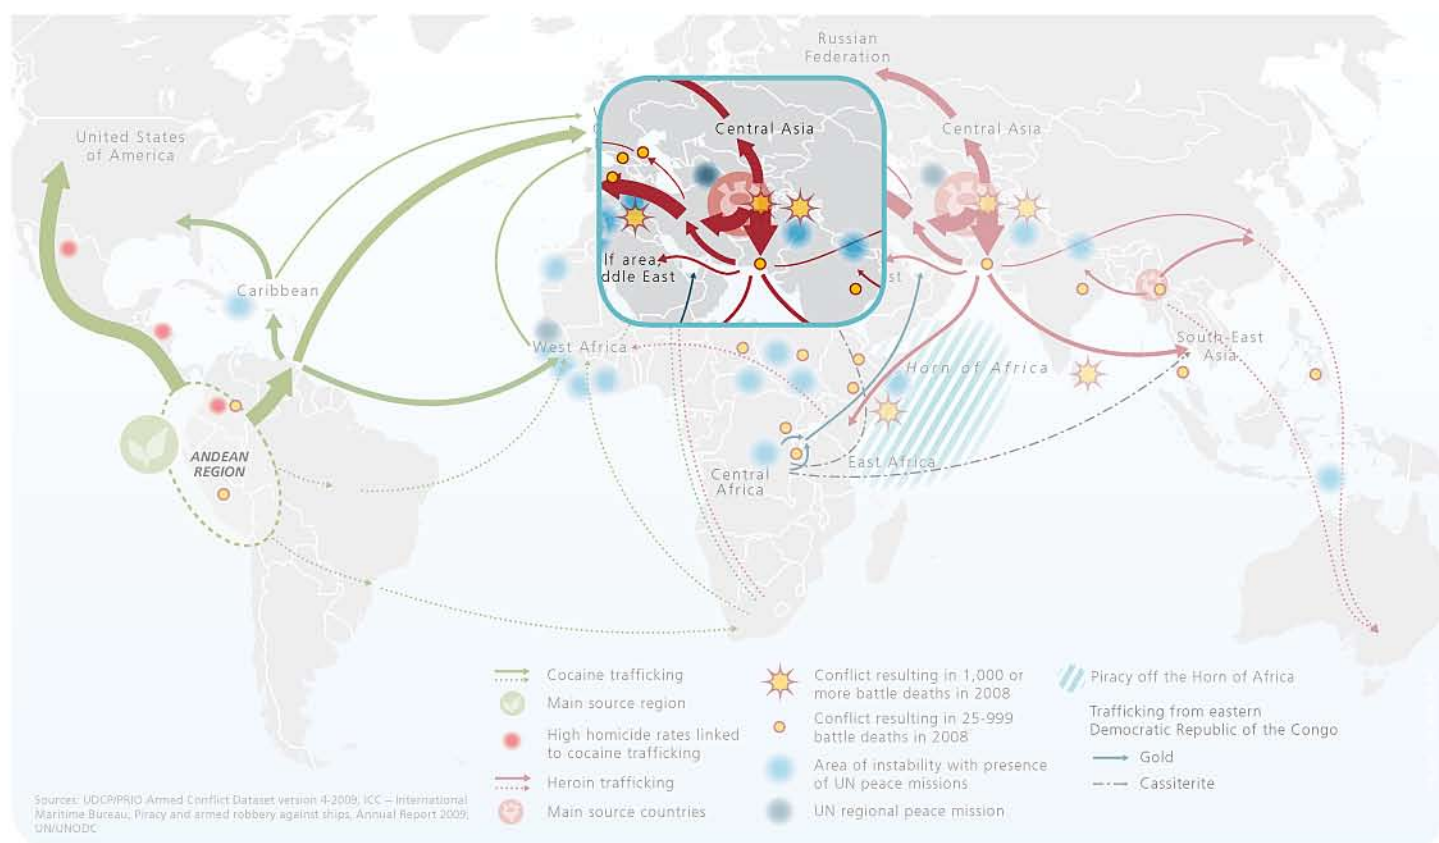 Russian
Federation
United States
of America
Central Asia
Central Asia
lf area,
ddle East
st
Caribbean
West Africa
South-East
Asia
Horn of Africa
ANDEAN
REGION
East Africa
Central
Africa
Cocaine trafficking
Main source region
High homicide rates linked
to cocaine trafficking
Heroin trafficking
Main source countries
Conflict resulting in 1,000 or
more battle deaths in 2008
Conflict resulting in 25-999
battle deaths in 2008
Area of instability with presence
of UN peace missions
UN regional peace mission
Piracy off the Horn of Africa
Trafficking from eastern
Democratic Republic of the Congo
Gold
Cassiterite
Sources: UDCP/PRIO Armed Conflict Dataset version 4-2009, ICC – International
Maritime Bureau, Piracy and armed robbery against ships, Annual Report 2009;
UN/UNODC